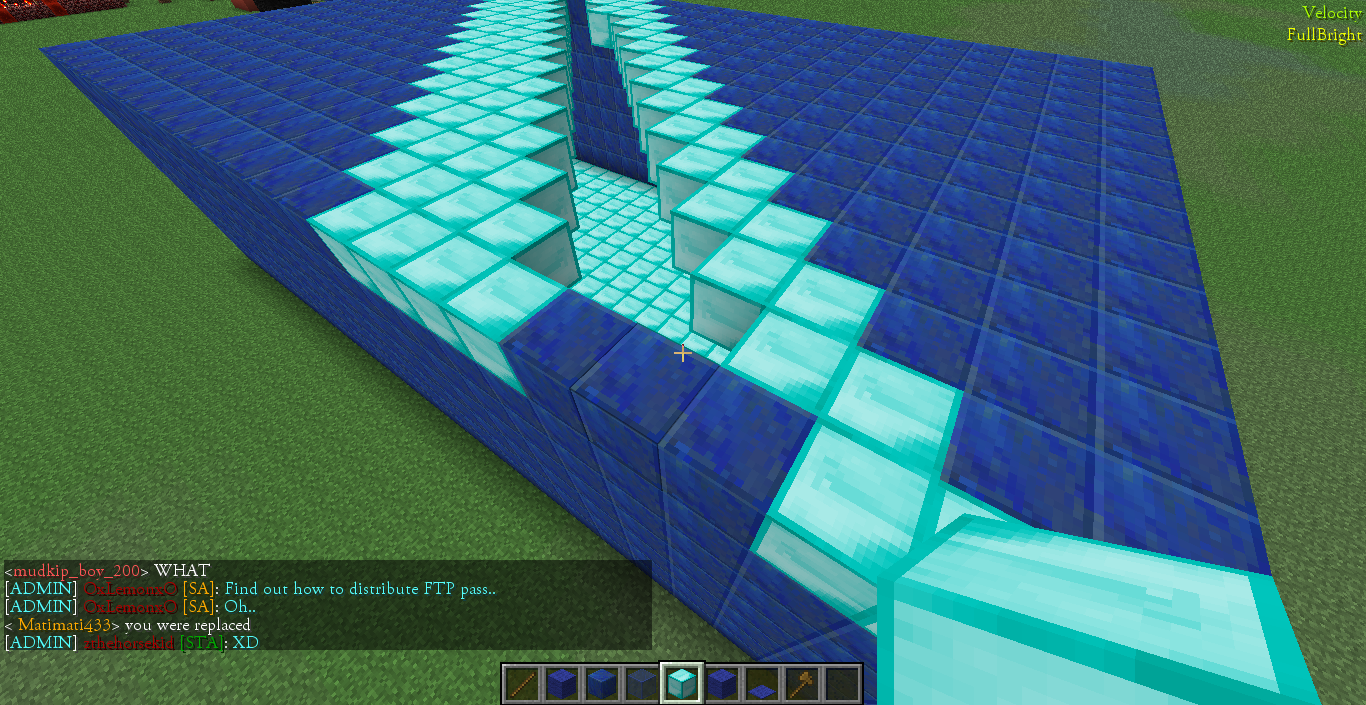 Velocity
FullBright
<mudkip_boy_200> WHAT
[ADMIN] OxLemonxO [SA]: Find out how to distribute FTP pass..
[ADMIN] OxLemonxO [SA]: Oh..
< Matimati433> you were replaced
[ADMIN] [STA]: XD